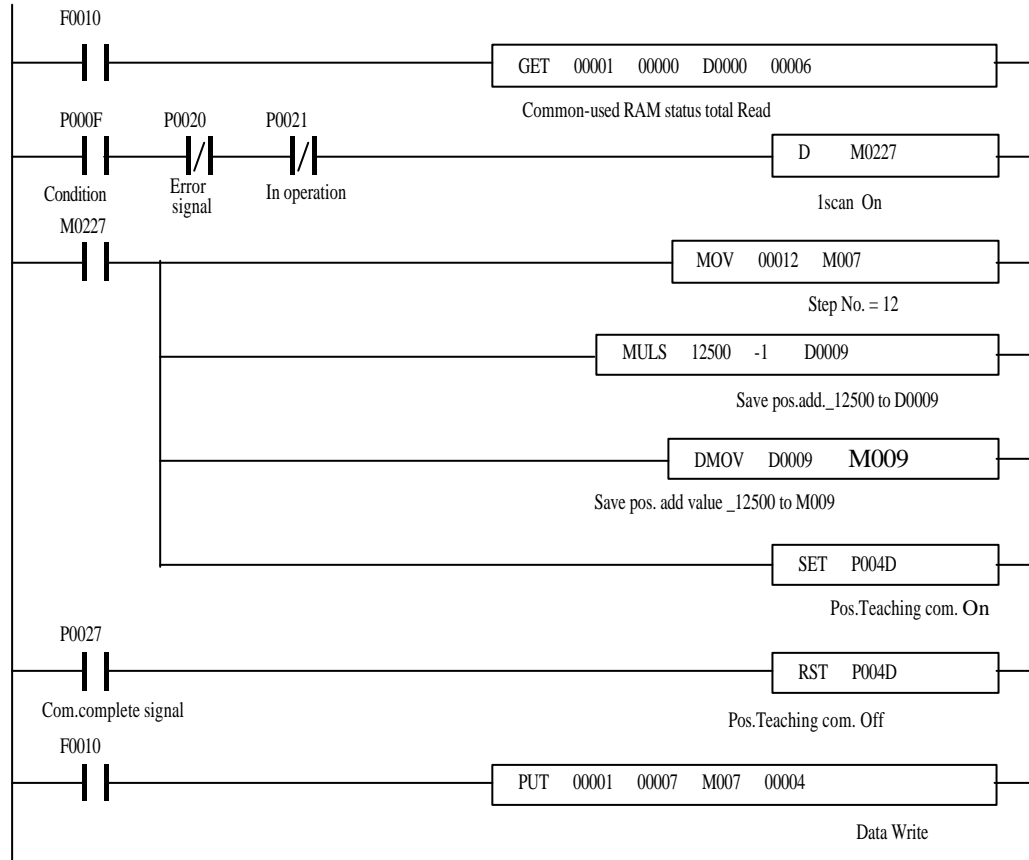 F0010
GET 00001 00000 D0000 00006
Common-used RAM status total Read
P000F P0020 P0021
D M0227
Condition Error signal In operation
1scan On
M0227
MOV 00012 M007
Step No. = 12
MULS 12500 -1 D0009
Save pos.add._12500 to D0009
DMOV D0009 M009
Save pos. add value _12500 to M009
SET P004D
Pos.Teaching com. On
P0027
RST P004D
Com.complete signal
Pos.Teaching com. Off
F0010
PUT 00001 00007 M007 00004
Data Write